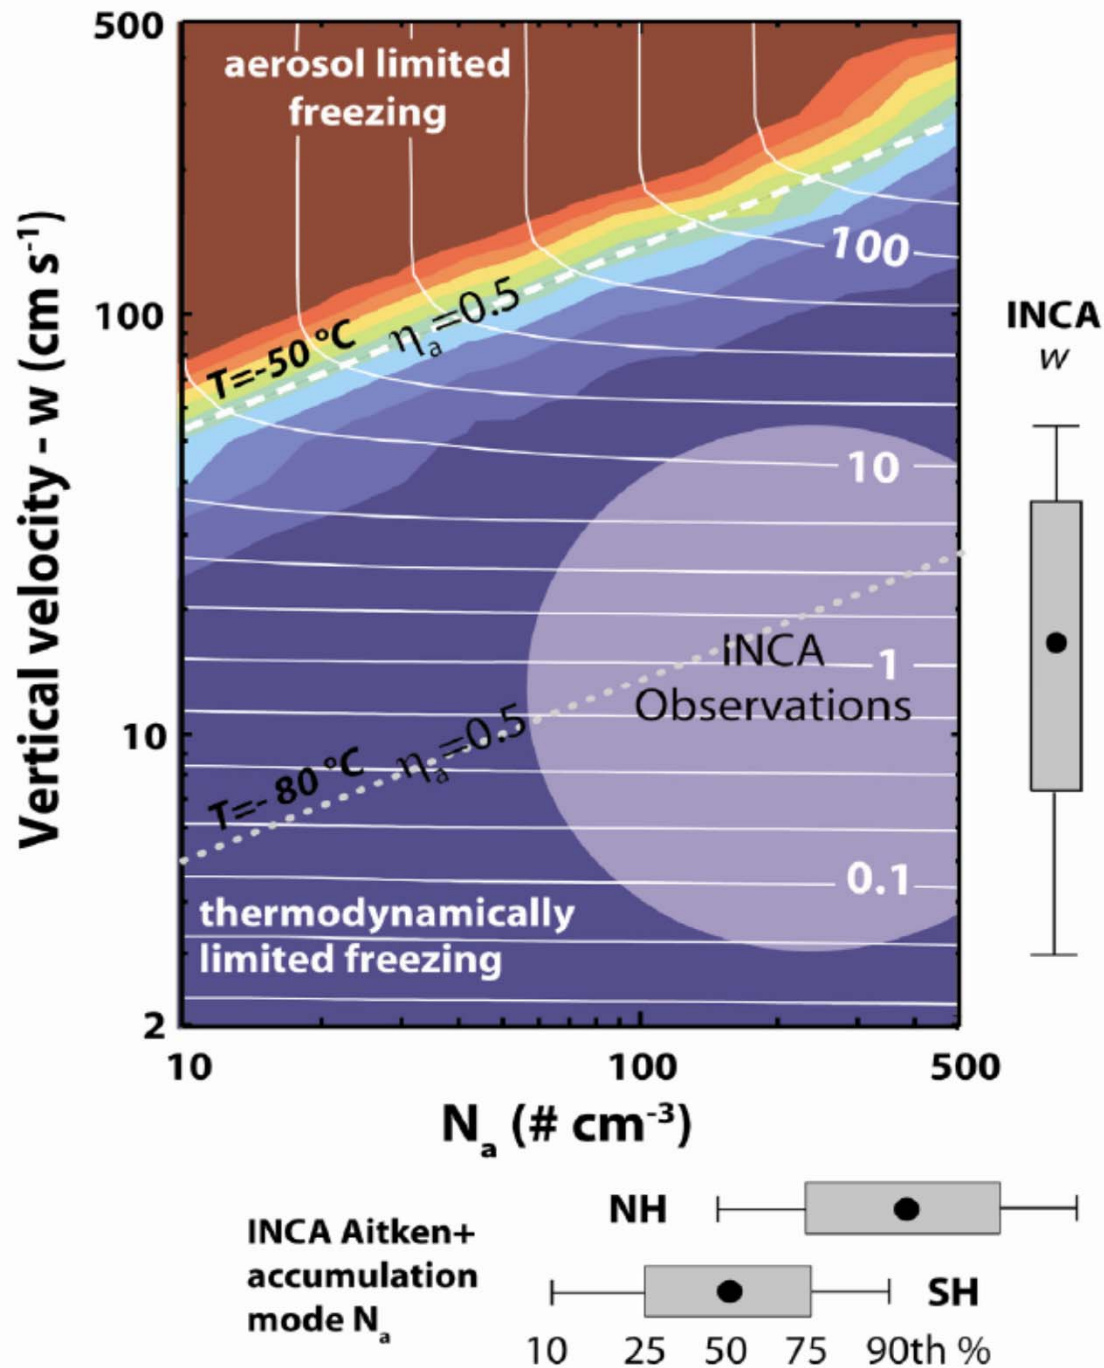 500
aerosol limited
freezing
100
INCA
w
T=-50 °C ηa=0.5
100
10
Vertical velocity - w (cm s-1)
INCA
Observations
1
10
T=- 80 °C ηa=0.5
0.1
thermodynamically
limited freezing
2
10 100 500
Na (# cm-3)
NH
INCA Aitken+
accumulation
mode Na
SH
10 25 50 75 90th %